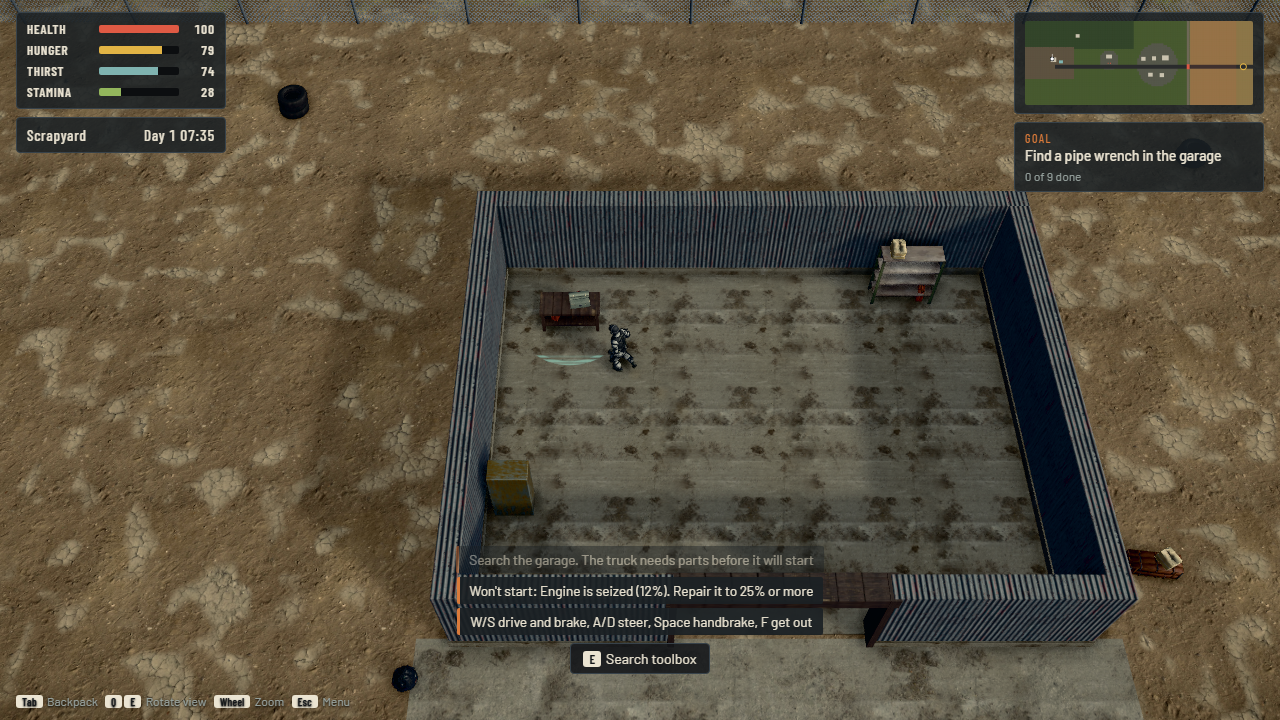 HEALTH 100
HUNGER 79
THIRST 74
STAMINA 28
Scrapyard Day 1 07:35
GOAL
Find a pipe wrench in the garage
0 of 9 done
Search the garage. The truck needs parts before it will start
Won't start: Engine is seized (12%). Repair it to 25% or more
W/S drive and brake, A/D steer, Space handbrake, F get out
E Search toolbox
Tab Backpack Q E Rotate View Wheel Zoom Esc Menu